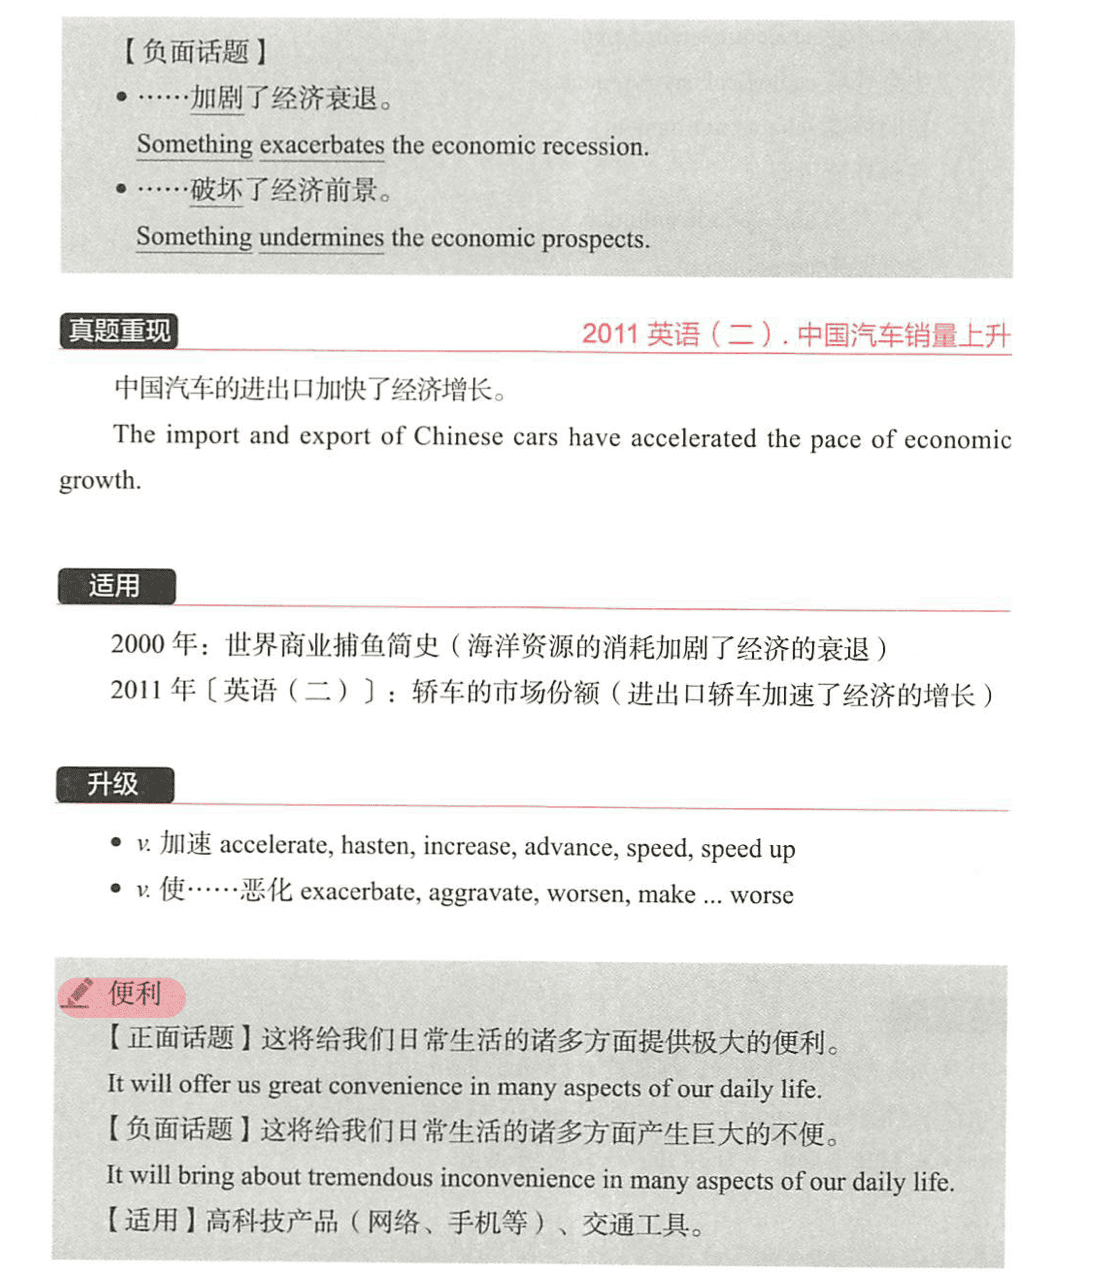 【负面话题】
• ……加剧了经济衰退。
Something exacerbates the economic recession.
• ……破坏了经济前景。
Something undermines the economic prospects.
真题重现 2011 英语（二）. 中国汽车销量上升
中国汽车的进出口加快了经济增长。
The import and export of Chinese cars have accelerated the pace of economic
growth.
适用
2000 年：世界商业捕鱼简史（海洋资源的消耗加剧了经济的衰退）
2011 年〔英语（二）〕：轿车的市场份额（进出口轿车加速了经济的增长）
升级
• v. 加速 accelerate, hasten, increase, advance, speed, speed up
• v. 使……恶化 exacerbate, aggravate, worsen, make ... worse
便利
【正面话题】这将给我们日常生活的诸多方面提供极大的便利。
It will offer us great convenience in many aspects of our daily life.
【负面话题】这将给我们日常生活的诸多方面产生巨大的不便。
It will bring about tremendous inconvenience in many aspects of our daily life.
【适用】高科技产品（网络、手机等）、交通工具。